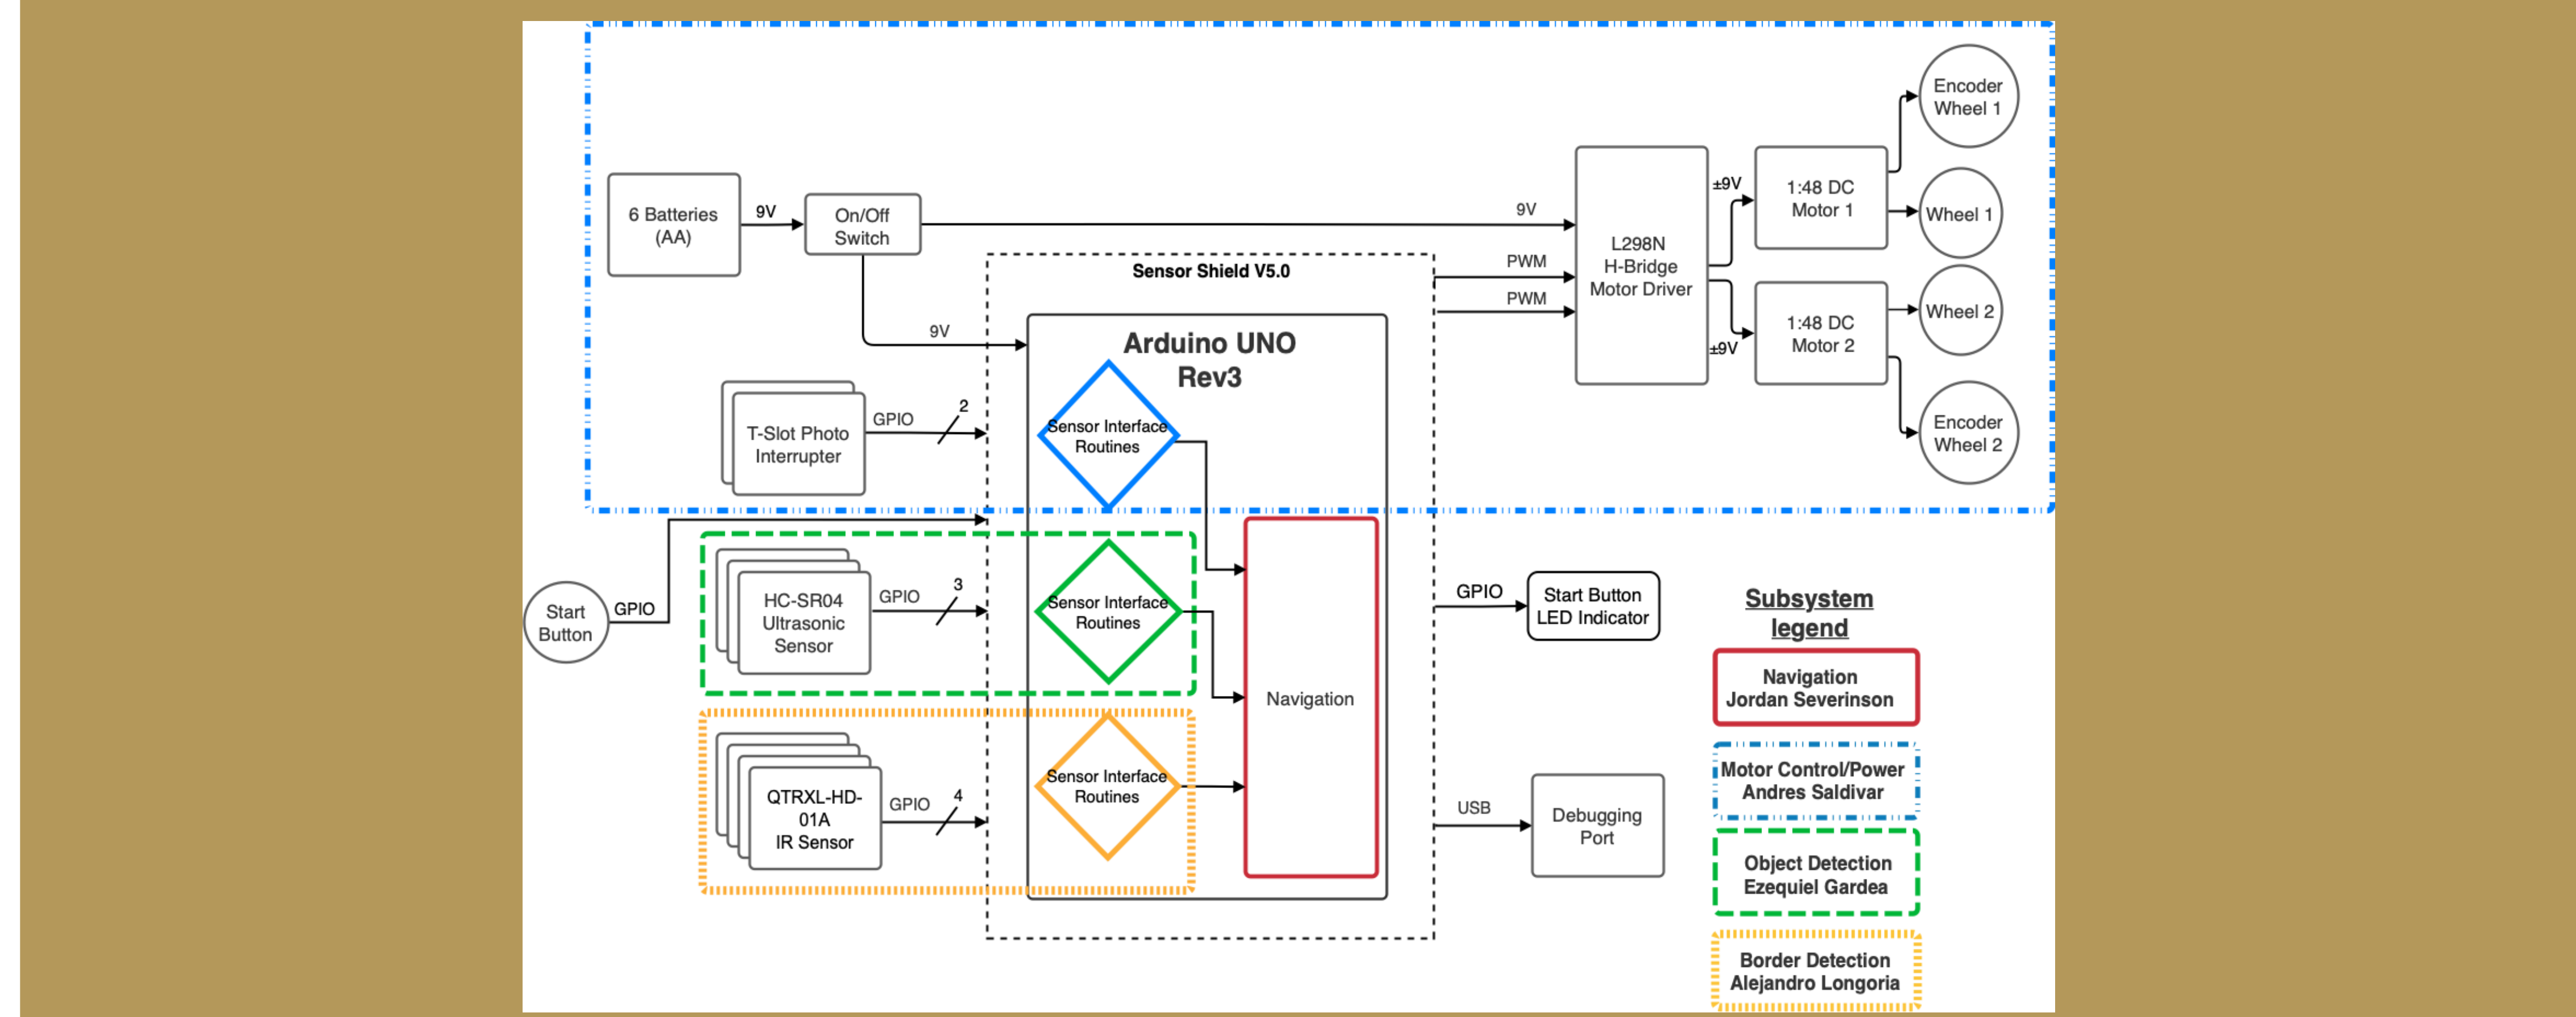 Encoder
Wheel 1
6 Batteries
(AA)
9V
On/Off
Switch
9V
L298N
H-Bridge
Motor Driver
±9V
1:48 DC
Motor 1
Wheel 1
Sensor Shield V5.0
PWM
PWM
±9V
1:48 DC
Motor 2
Wheel 2
Encoder
Wheel 2
9V
Arduino UNO
Rev3
T-Slot Photo
Interrupter
GPIO
2
Sensor Interface
Routines
Start
Button
GPIO
HC-SR04
Ultrasonic
Sensor
GPIO
3
Sensor Interface
Routines
Navigation
GPIO
Start Button
LED Indicator
QTRXL-HD-
01A
IR Sensor
GPIO
4
Sensor Interface
Routines
USB
Debugging
Port
Subsystem
legend
Navigation
Jordan Severinson
Motor Control/Power
Andres Saldivar
Object Detection
Ezequiel Gardea
Border Detection
Alejandro Longoria